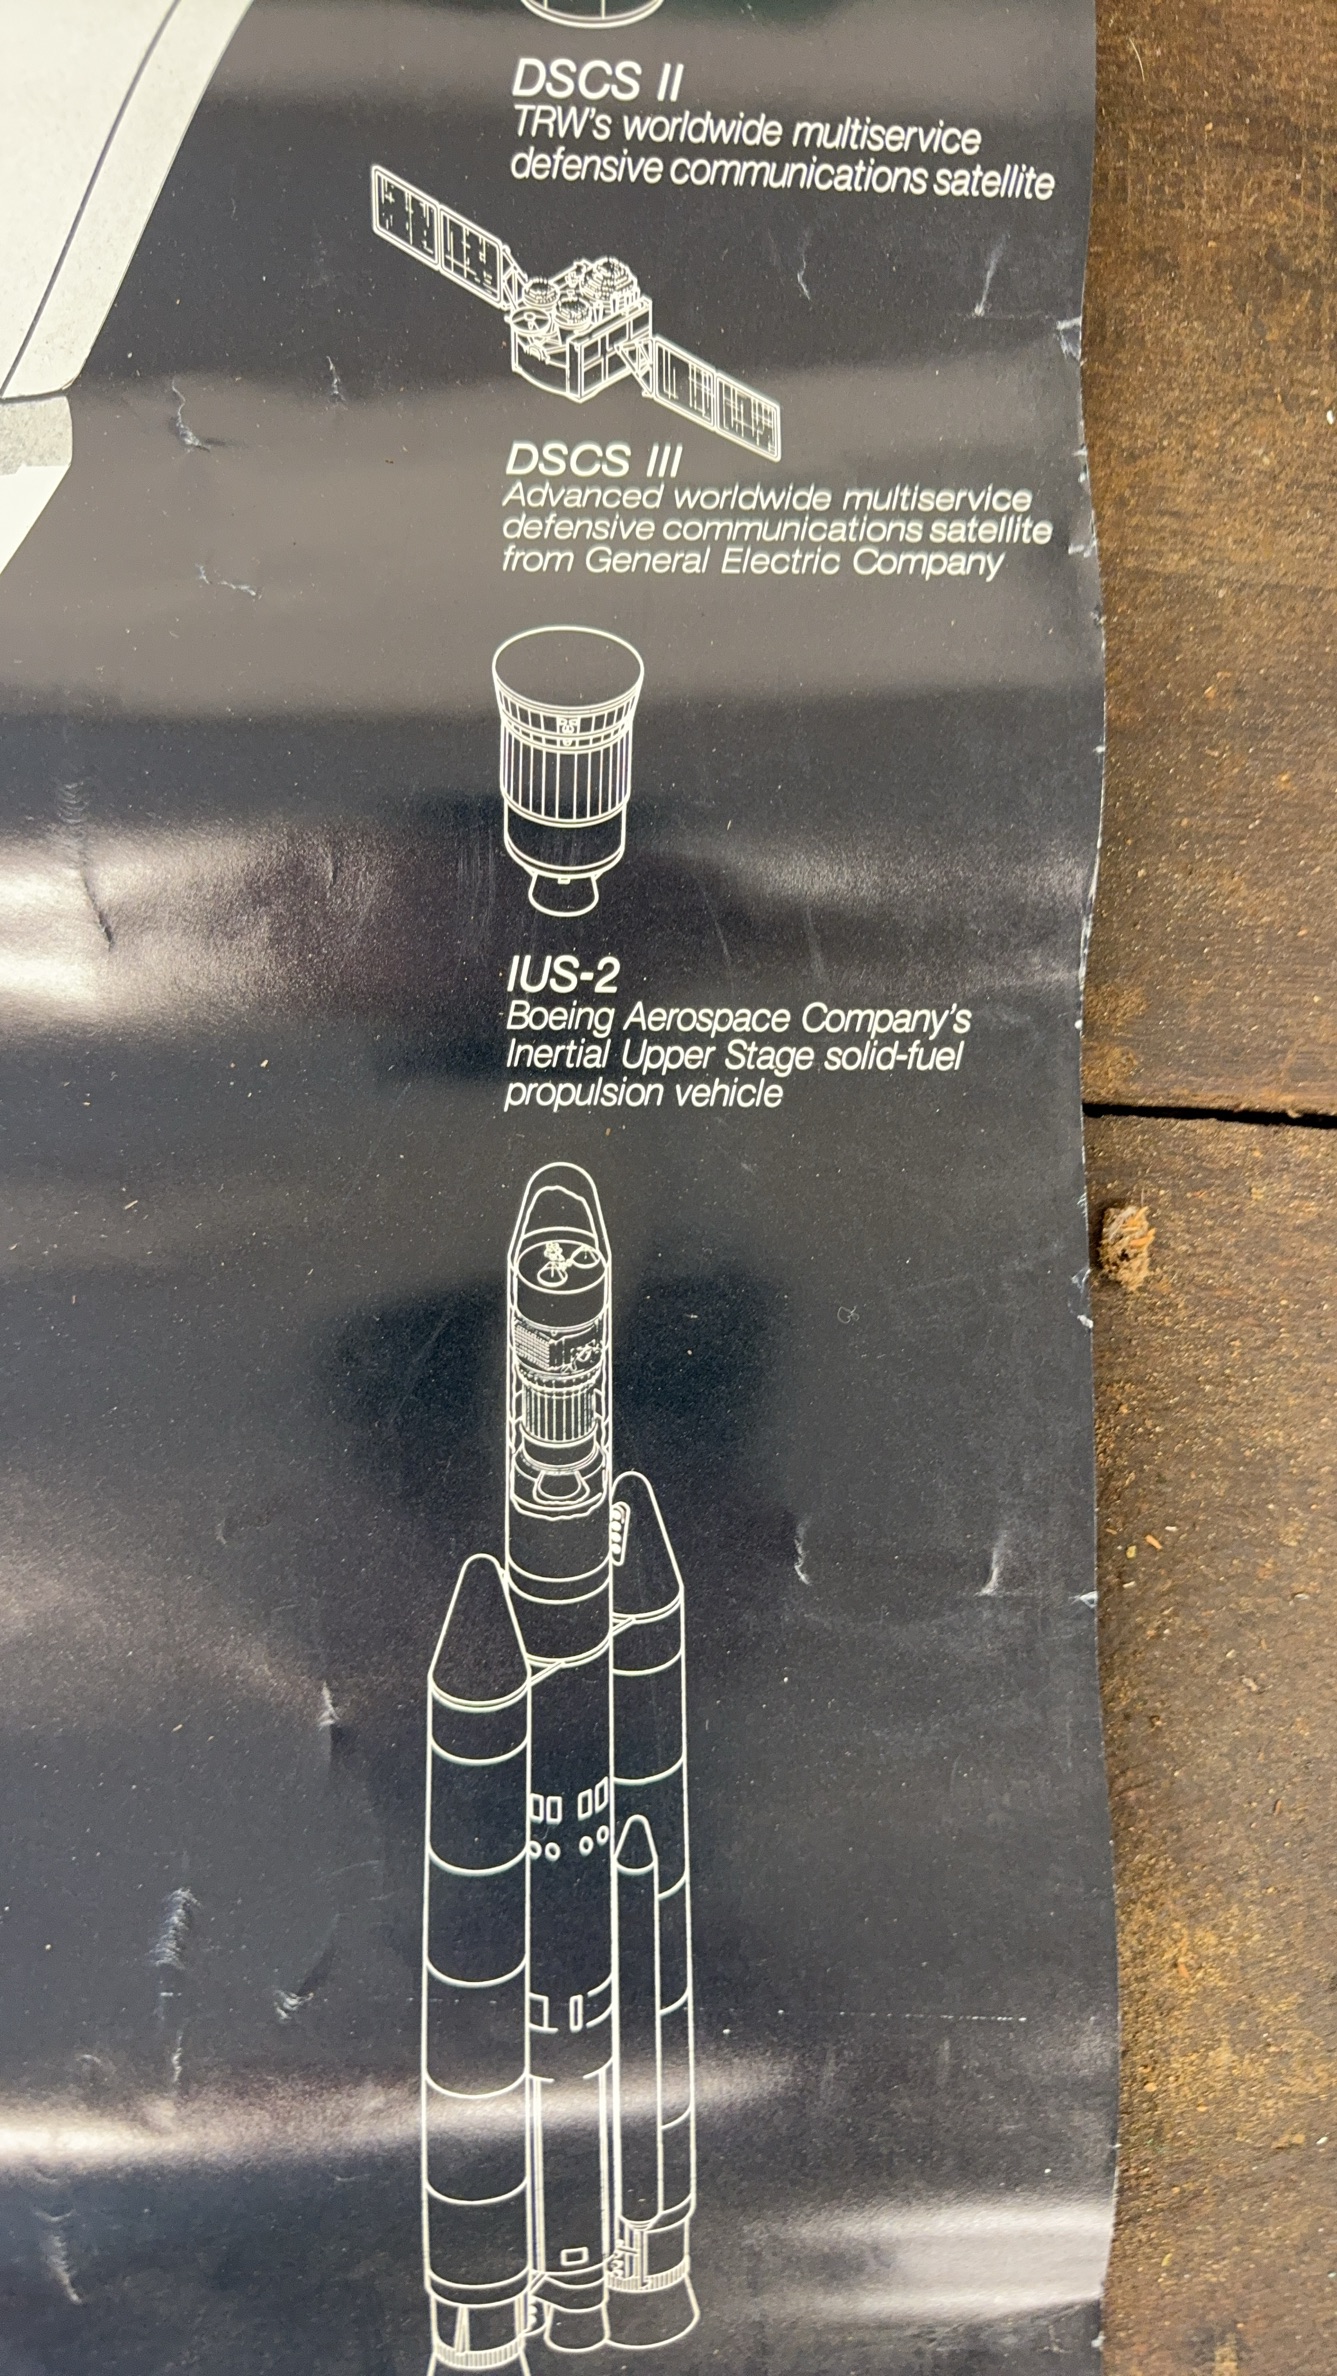 DSCS II
TRW's worldwide multiservice
defensive communications satellite
DSCS III
Advanced worldwide multiservice
defensive communications satellite
from General Electric Company
IUS-2
Boeing Aerospace Company's
Inertial Upper Stage solid-fuel
propulsion vehicle